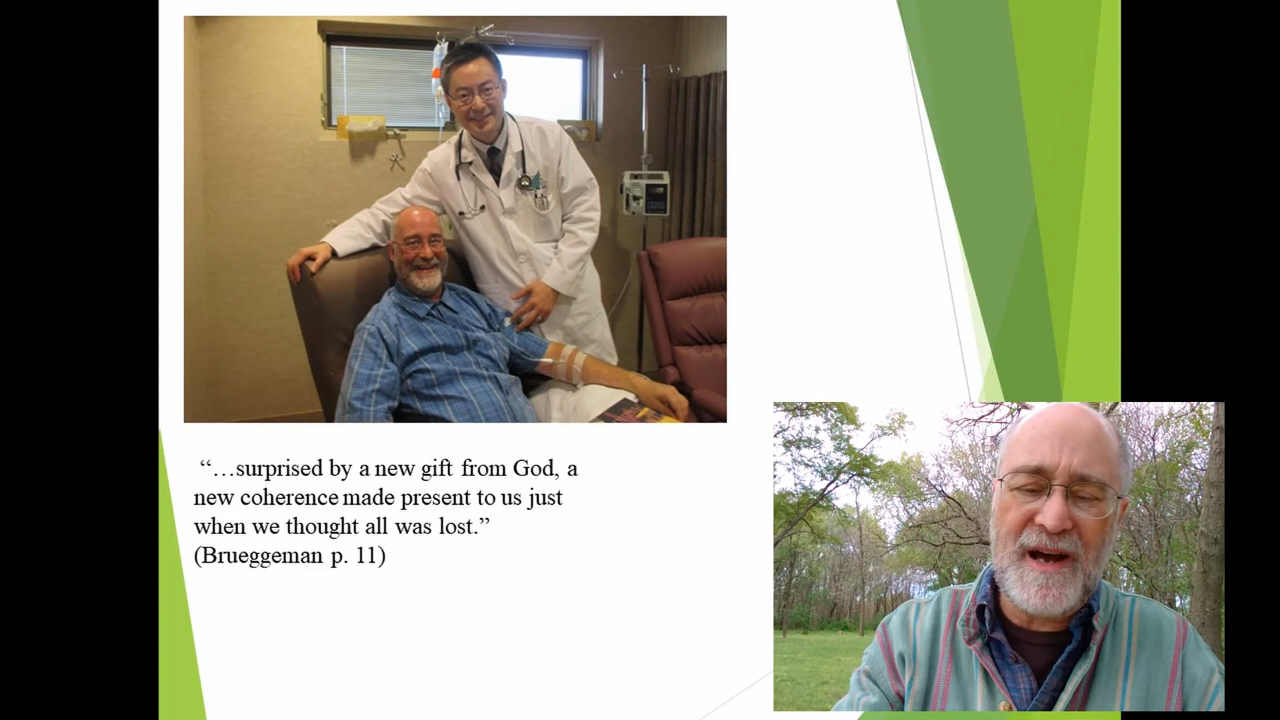 “…surprised by a new gift from God, a
new coherence made present to us just
when we thought all was lost.”
(Brueggeman p. 11)